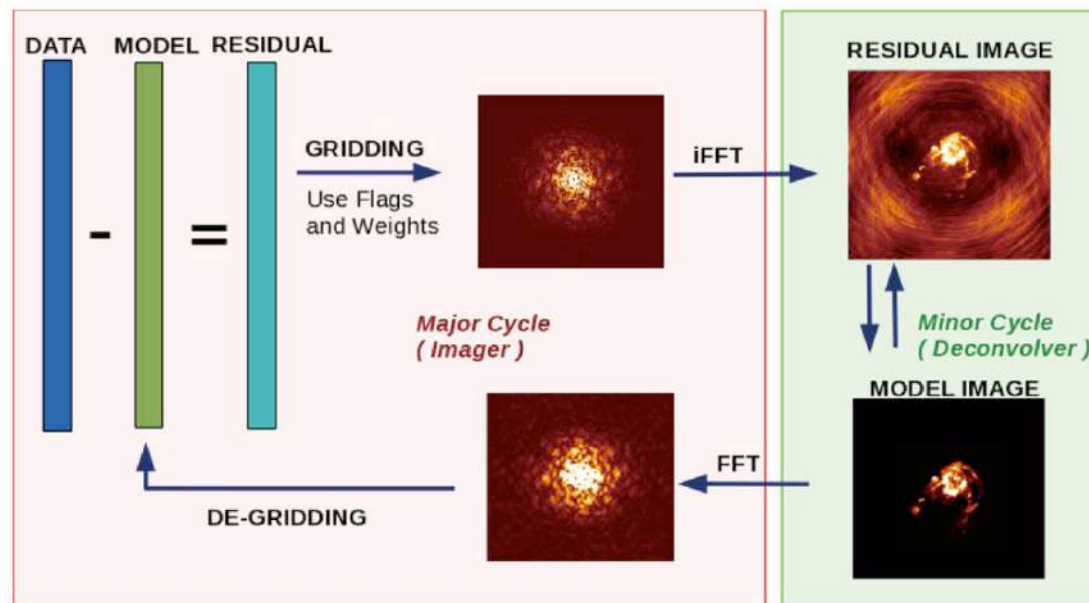 DATA
MODEL
RESIDUAL
-
=
GRIDDING
Use Flags
and Weights
iFFT
RESIDUAL IMAGE
Major Cycle
( Imager )
Minor Cycle
( Deconvolver )
MODEL IMAGE
FFT
DE-GRIDDING